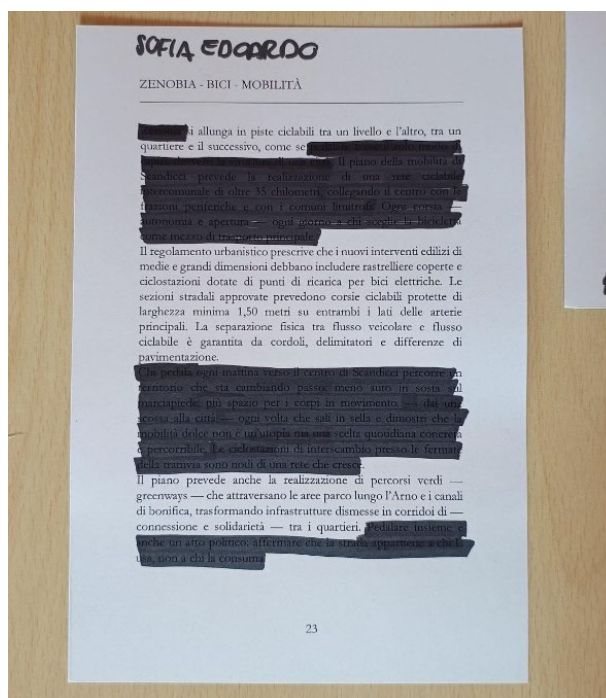 SOFIA EDOARDO
ZENOBIA - BICI - MOBILITÀ
si allunga in piste ciclabili tra un livello e l'altro, tra un
quartiere e il successivo, come se
Il piano della mobilità di
Scandicci prevede la realizzazione di una rete ciclabile
intercomunale di oltre 35 chilometri, collegando il centro con le
frazioni periferiche e con i comuni limitrofi. Ogni corsia —
autonomia e apertura — ogni giorno a chi sceglie la bicicletta
come mezzo di trasporto principale.
Il regolamento urbanistico prescrive che i nuovi interventi edilizi di
medie e grandi dimensioni debbano includere rastrelliere coperte e
ciclostazioni dotate di punti di ricarica per bici elettriche. Le
sezioni stradali approvate prevedono corsie ciclabili protette di
larghezza minima 1,50 metri su entrambi i lati delle arterie
principali. La separazione fisica tra flusso veicolare e flusso
ciclabile è garantita da cordoli, delimitatori e differenze di
pavimentazione.
Chi pedala ogni mattina verso il centro di Scandicci percorre un
territorio che sta cambiando passo: meno auto in sosta sul
marciapiede, più spazio per i corpi in movimento. — dai una
scossa alla città — ogni volta che sali in sella e dimostri che la
mobilità dolce non è un'utopia ma una scelta quotidiana concreta
e percorribile. Le ciclostazioni di interscambio presso le fermate
della tramvia sono nodi di una rete che cresce.
Il piano prevede anche la realizzazione di percorsi verdi —
greenways — che attraversano le aree parco lungo l'Arno e i canali
di bonifica, trasformando infrastrutture dismesse in corridoi di —
connessione e solidarietà — tra i quartieri. Pedalare insieme è
anche un atto politico: affermare che la strada appartiene a chi la
usa, non a chi la consuma.
23